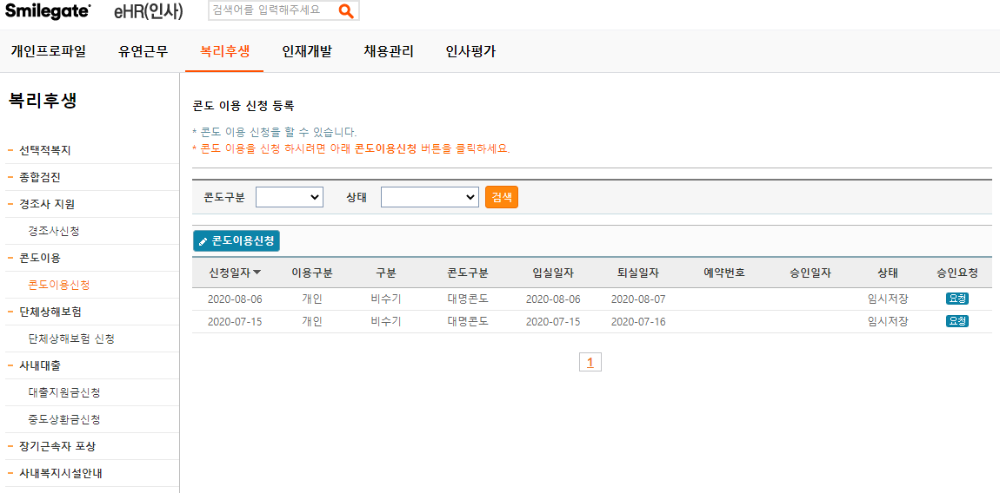 Smilegate eHR(인사) 검색어를 입력해주세요
개인프로파일 유연근무 복리후생 인재개발 채용관리 인사평가
복리후생
선택적복지
종합검진
경조사 지원
경조사신청
콘도이용
콘도이용신청
단체상해보험
단체상해보험 신청
사내대출
대출지원금신청
중도상환금신청
장기근속자 포상
사내복지시설안내
콘도 이용 신청 등록
* 콘도 이용 신청을 할 수 있습니다.
* 콘도 이용을 신청 하시려면 아래 콘도이용신청 버튼을 클릭하세요.
콘도구분 상태 검색
콘도이용신청
신청일자 이용구분 구분 콘도구분 입실일자 퇴실일자 예약번호 승인일자 상태 승인요청
2020-08-06 개인 비수기 대명콘도 2020-08-06 2020-08-07 임시저장 요청
2020-07-15 개인 비수기 대명콘도 2020-07-15 2020-07-16 임시저장 요청
1